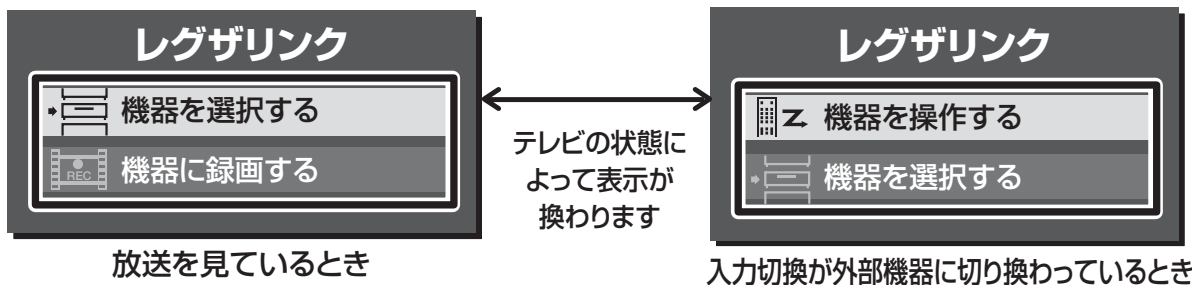 レグザリンク
機器を選択する
REC
機器に録画する
放送を見ているとき
テレビの状態に
よって表示が
換わります
レグザリンク
機器を操作する
機器を選択する
入力切換が外部機器に切り換わっているとき